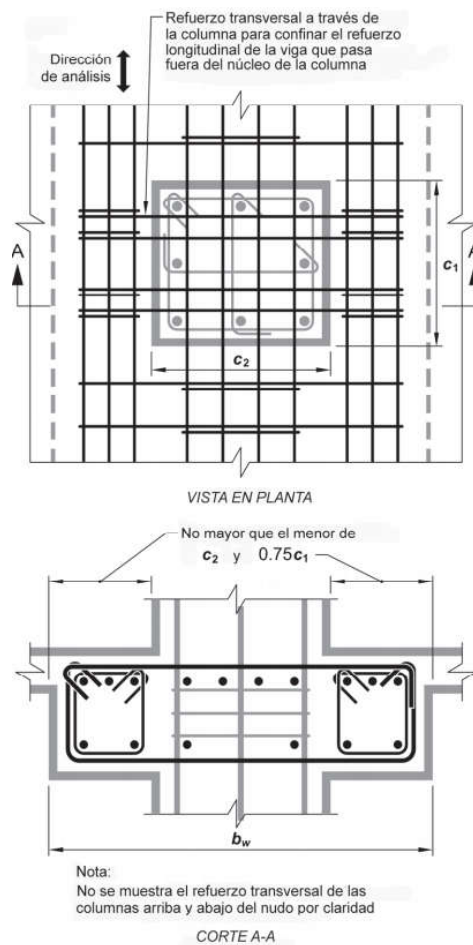 Refuerzo transversal a través de
la columna para confinar el refuerzo
longitudinal de la viga que pasa
fuera del núcleo de la columna
Dirección
de análisis
A
A
c₁
c₂
VISTA EN PLANTA
No mayor que el menor de
c₂ y 0.75c₁
bw
Nota:
No se muestra el refuerzo transversal de las
columnas arriba y abajo del nudo por claridad
CORTE A-A